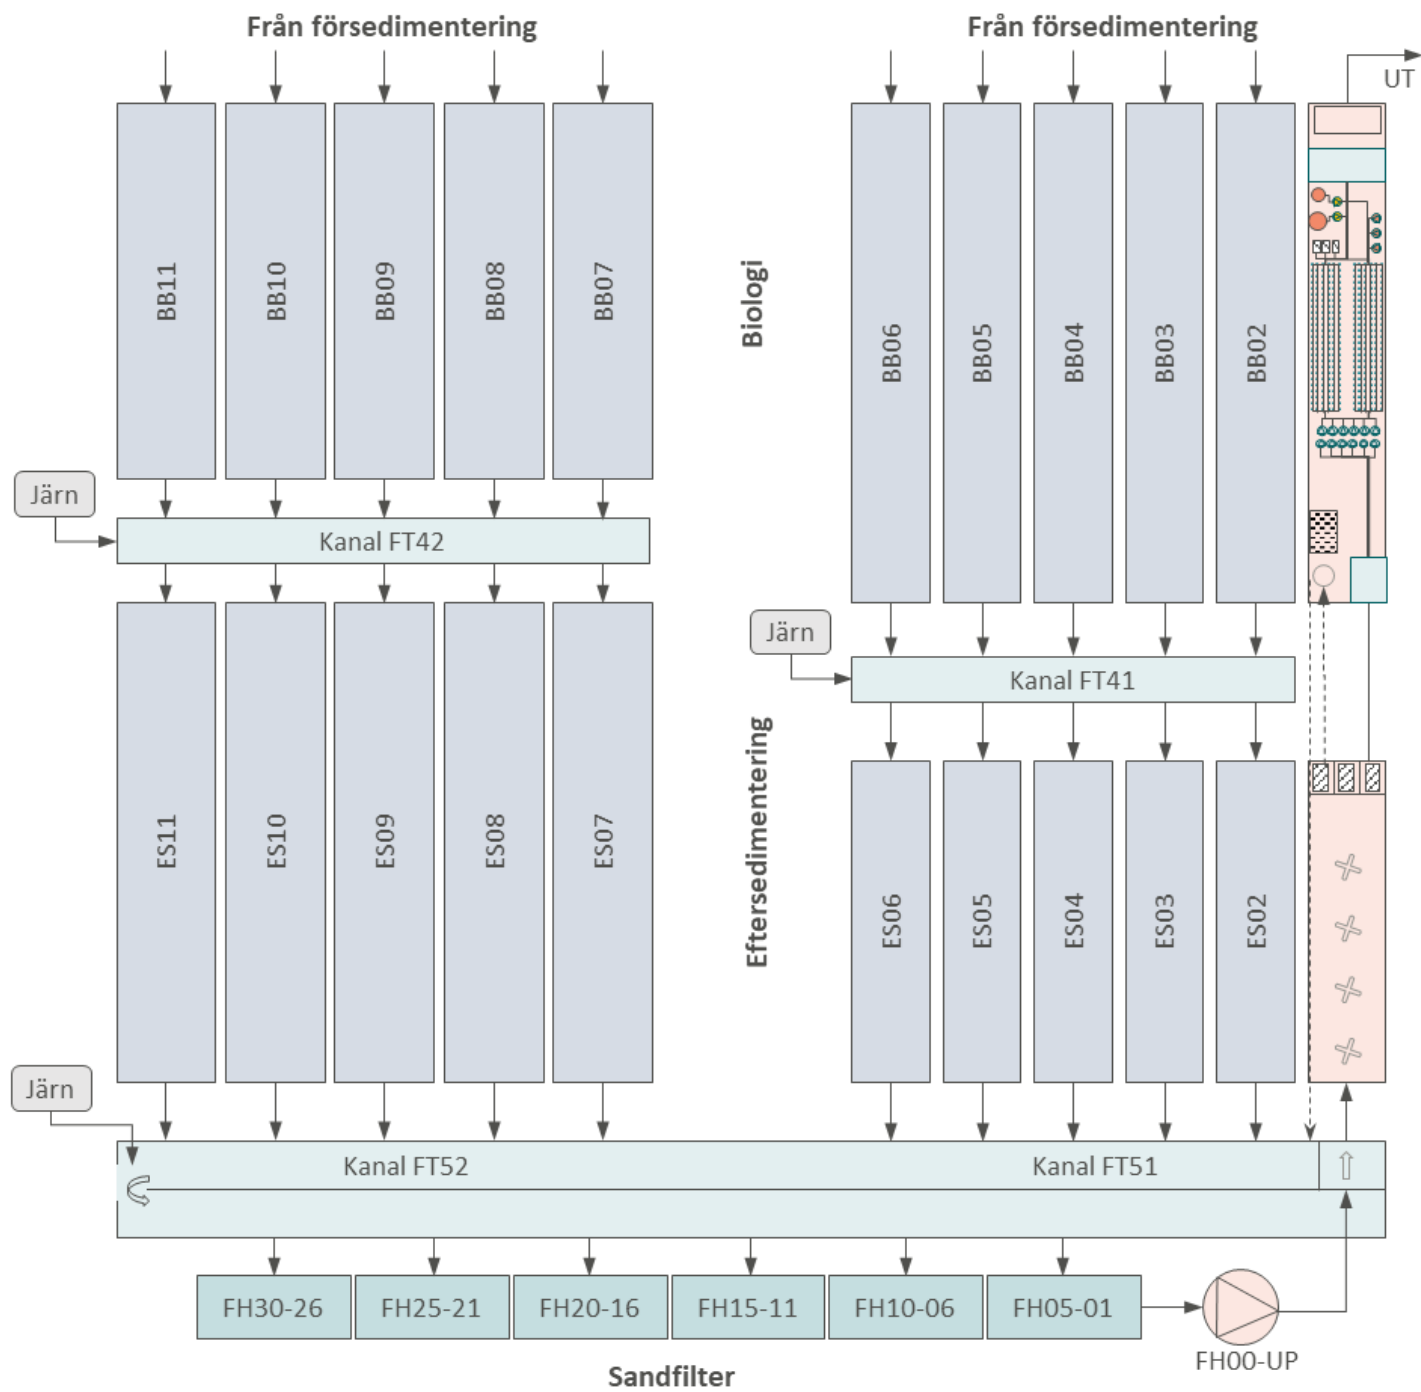 Från försedimentering
Från försedimentering
UT
BB11
BB10
BB09
BB08
BB07
Biologi
BB06
BB05
BB04
BB03
BB02
Järn
Kanal FT42
Järn
Kanal FT41
ES11
ES10
ES09
ES08
ES07
Eftersedimentering
ES06
ES05
ES04
ES03
ES02
Järn
Kanal FT52
Kanal FT51
FH30-26
FH25-21
FH20-16
FH15-11
FH10-06
FH05-01
FH00-UP
Sandfilter